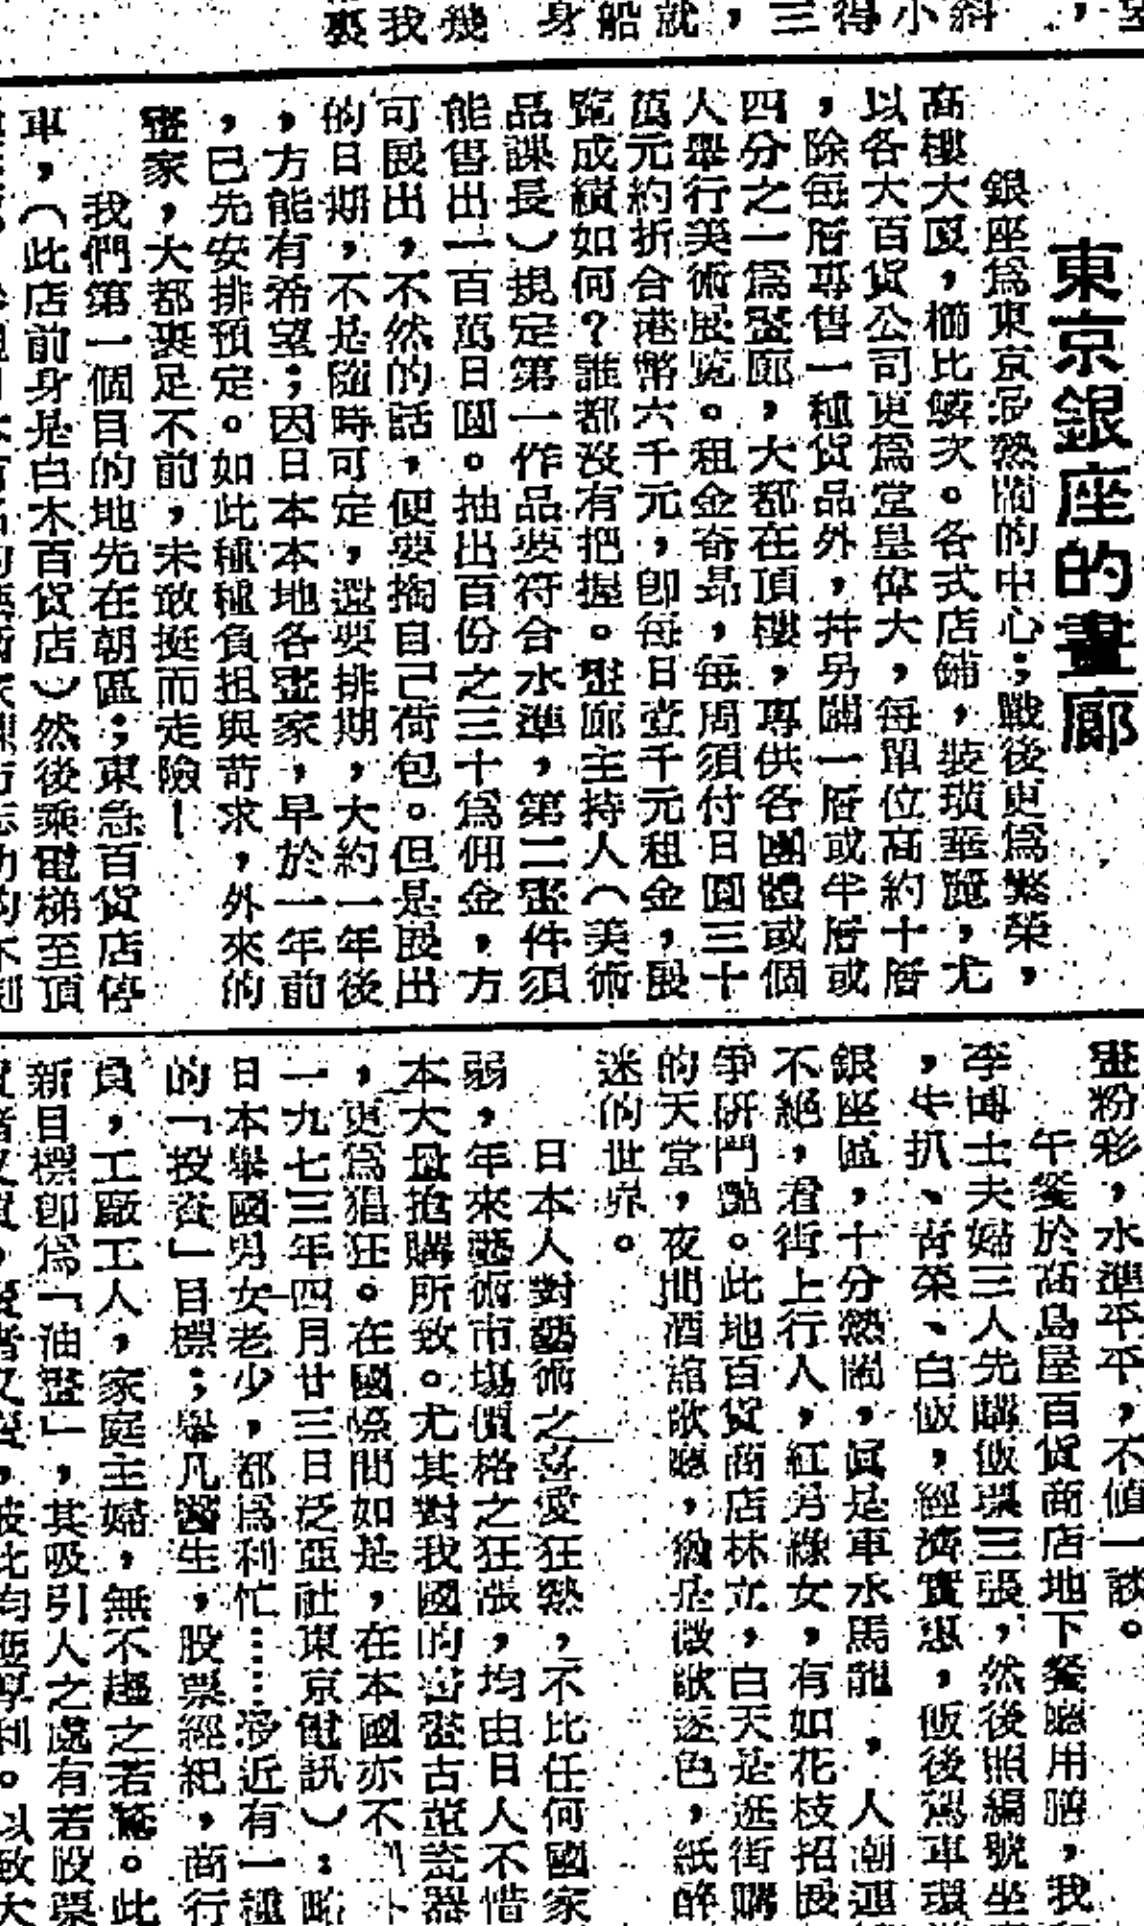 東京銀座的畫廊
銀座爲東京最熱鬧的中心；戰後更爲繁榮，
高樓大厦，櫛比鱗次。各式店鋪，裝璜華麗，尤
以各大百貨公司更爲堂皇偉大，每單位高約十層
，除每層專售一種貨品外，并另闢一層或半層或
四分之一爲畫廊，大都在頂樓，專供各團體或個
人舉行美術展覽。租金奇昂，每周須付日圓三十
萬元約折合港幣六千元，卽每日壹千元租金，展
覽成績如何？誰都沒有把握。畫廊主持人（美術
品課長）規定第一作品要符合水準，第二畫件須
能售出一百萬日圓。抽出百份之三十爲佣金，方
可展出，不然的話，便要掏自己荷包。但是展出
的日期，不是隨時可定，還要排期，大約一年後
，方能有希望；因日本本地各畫家，早於一年前
，已先安排預定。如此種種負担與苛求，外來的
畫家，大都裹足不前，未敢挺而走險！
我們第一個目的地先在朝區；東急百貨店停
車，（此店前身是白木百貨店）然後乘電梯至頂
畫粉彩，水準平平，不值一談。
午餐於高島屋百貨商店地下餐廳用膳，我
李博士夫婦三人先購飯票三張，然後照編號坐
，牛扒、青菜、白飯，經濟實惠，飯後駕車環
銀座區，十分熱鬧，眞是車水馬龍，人潮連
不絕，看街上行人，紅男綠女，有如花枝招展
爭妍鬥艷。此地百貨商店林立，白天是逛街購
的天堂，夜間酒舘歌廳，純是徵歌逐色，紙醉
迷的世界。
日本人對藝術之喜愛狂熱，不比任何國家
弱，年來藝術市場價格之狂漲，均由日人不惜
本大量搶購所致。尤其對我國的書畫古董瓷器
，更爲猖狂。在國際間如是，在本國亦不
一九七三年四月廿三日泛亞社東京電訊）：略
日本舉國男女老少，都爲利忙……最近有一種
的「投資」目標；舉凡醫生，股票經紀，商行
員，工廠工人，家庭主婦，無不趨之若鶩。此
新目標卽爲「油畫」，其吸引人之處有若股票